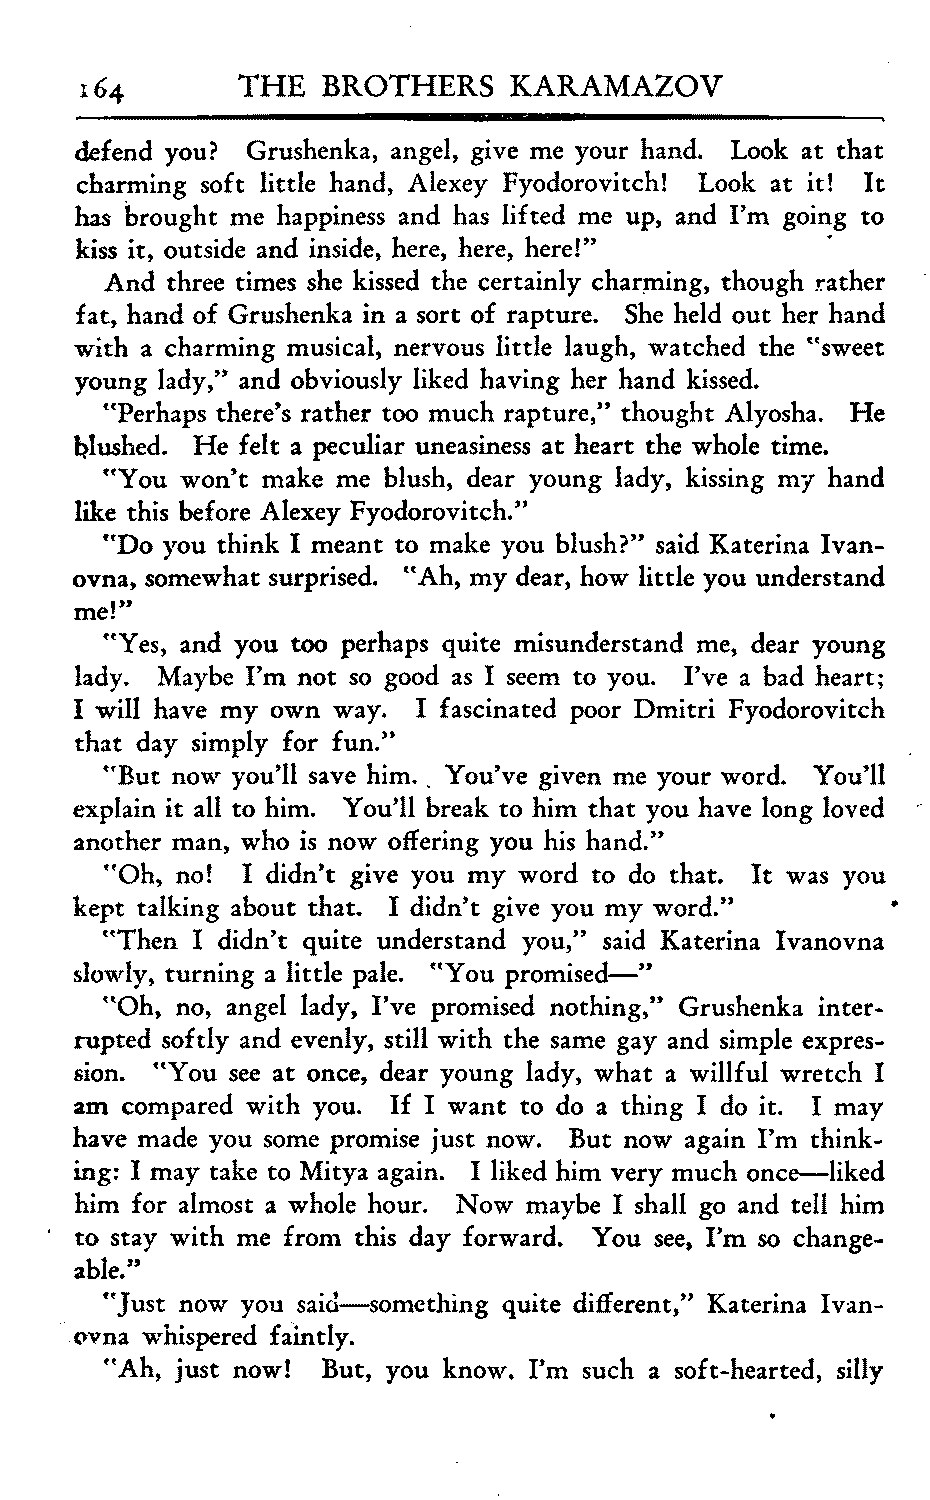 164 THE BROTHERS KARAMAZOV
defend you? Grushenka, angel, give me your hand. Look at that
charming soft little hand, Alexey Fyodorovitch! Look at it! It
has brought me happiness and has lifted me up, and I'm going to
kiss it, outside and inside, here, here, here!"
And three times she kissed the certainly charming, though rather
fat, hand of Grushenka in a sort of rapture. She held out her hand
with a charming musical, nervous little laugh, watched the "sweet
young lady," and obviously liked having her hand kissed.
"Perhaps there's rather too much rapture," thought Alyosha. He
blushed. He felt a peculiar uneasiness at heart the whole time.
"You won't make me blush, dear young lady, kissing my hand
like this before Alexey Fyodorovitch."
"Do you think I meant to make you blush?" said Katerina Ivan-
ovna, somewhat surprised. "Ah, my dear, how little you understand
me!"
"Yes, and you too perhaps quite misunderstand me, dear young
lady. Maybe I'm not so good as I seem to you. I've a bad heart;
I will have my own way. I fascinated poor Dmitri Fyodorovitch
that day simply for fun."
"But now you'll save him. You've given me your word. You'll
explain it all to him. You'll break to him that you have long loved
another man, who is now offering you his hand."
"Oh, no! I didn't give you my word to do that. It was you
kept talking about that. I didn't give you my word."
"Then I didn't quite understand you," said Katerina Ivanovna
slowly, turning a little pale. "You promised—"
"Oh, no, angel lady, I've promised nothing," Grushenka inter-
rupted softly and evenly, still with the same gay and simple expres-
sion. "You see at once, dear young lady, what a willful wretch I
am compared with you. If I want to do a thing I do it. I may
have made you some promise just now. But now again I'm think-
ing: I may take to Mitya again. I liked him very much once—liked
him for almost a whole hour. Now maybe I shall go and tell him
to stay with me from this day forward. You see, I'm so change-
able."
"Just now you said—something quite different," Katerina Ivan-
ovna whispered faintly.
"Ah, just now! But, you know. I'm such a soft-hearted, silly